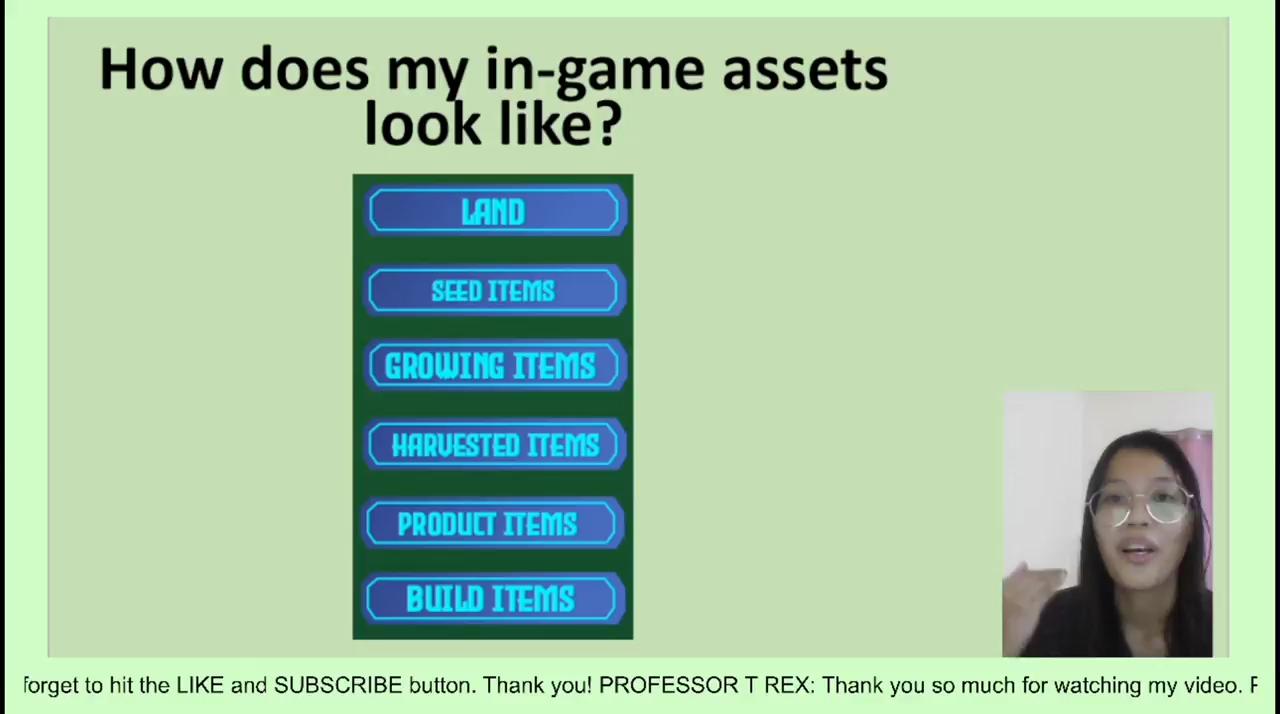 How does my in-game assets
look like?
LAND
SEED ITEMS
GROWING ITEMS
HARVESTED ITEMS
PRODUCT ITEMS
BUILD ITEMS
forget to hit the LIKE and SUBSCRIBE button. Thank you! PROFESSOR T REX: Thank you so much for watching my video.